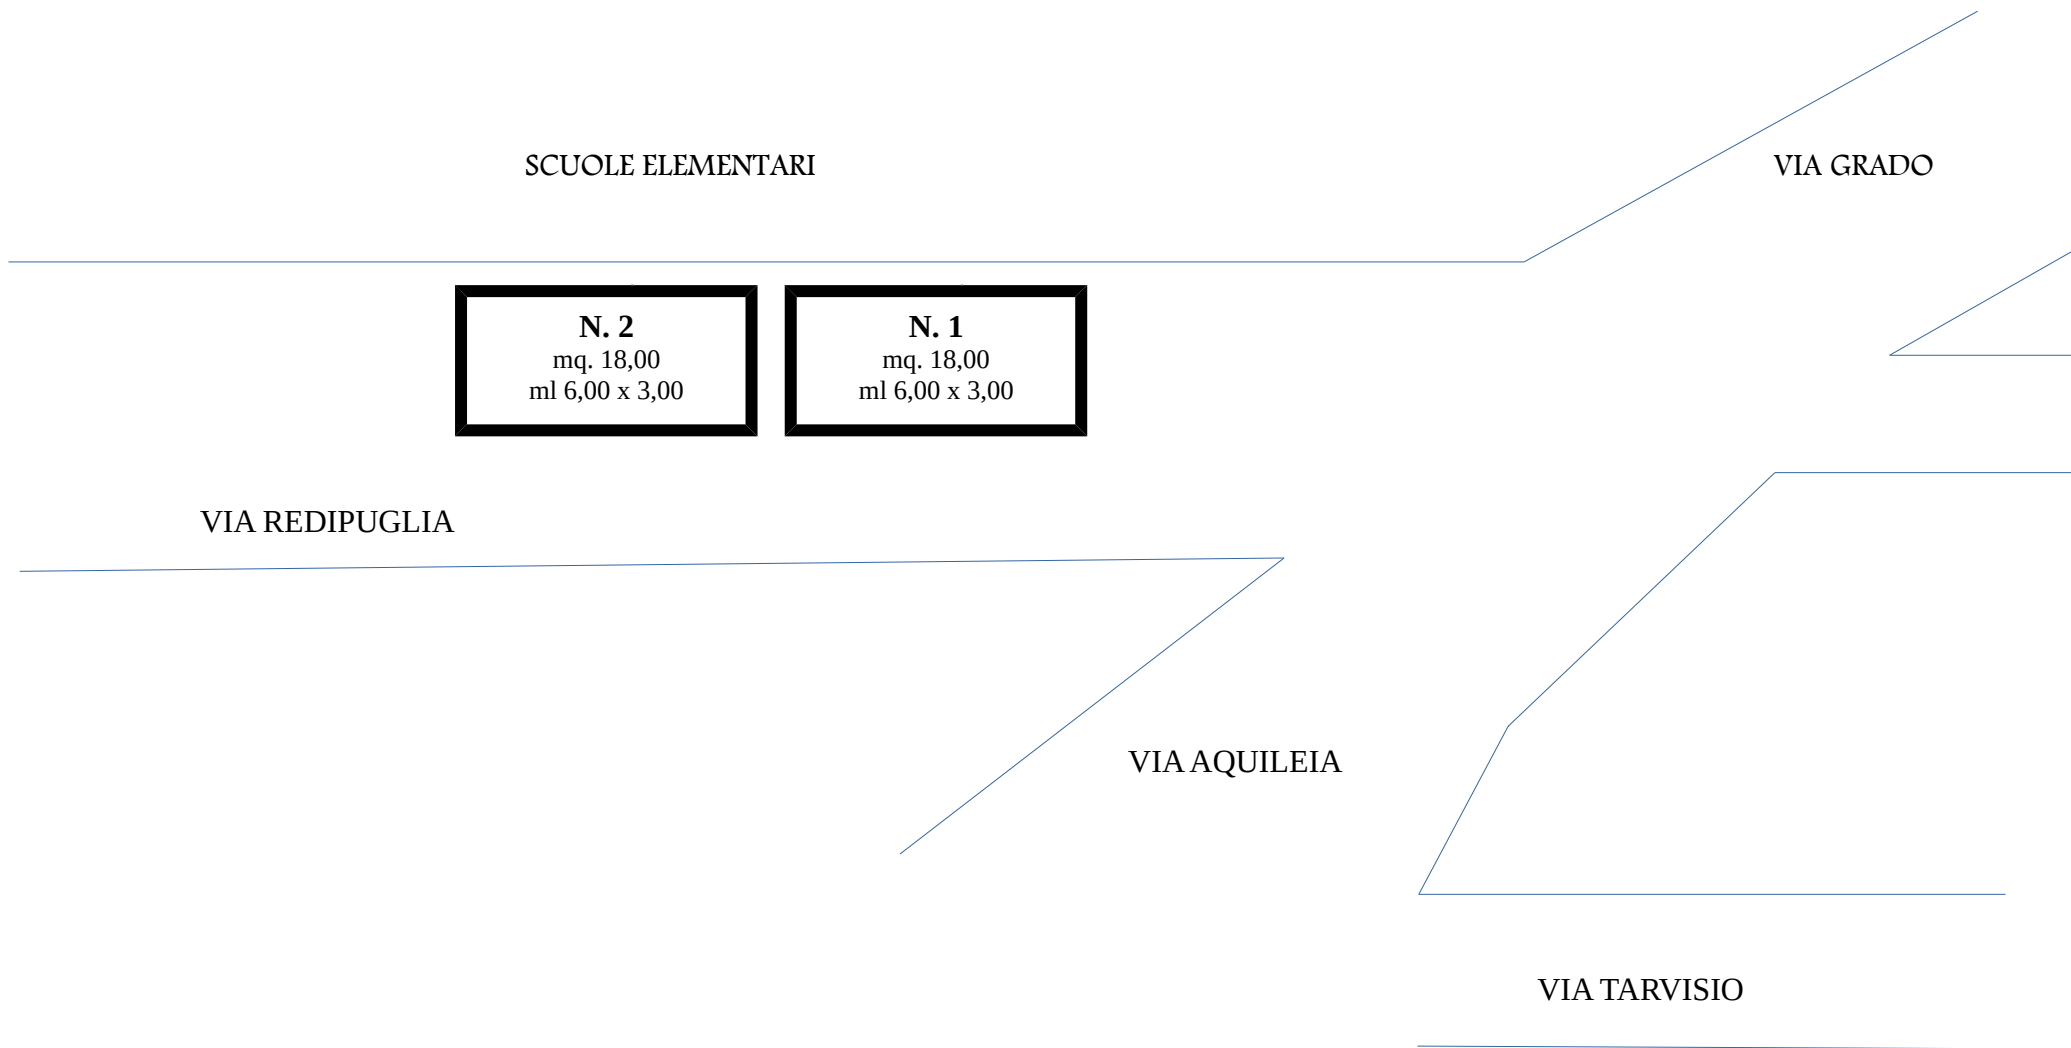 SCUOLE ELEMENTARI
VIA GRADO
N. 2
mq. 18,00
ml 6,00 x 3,00
N. 1
mq. 18,00
ml 6,00 x 3,00
VIA REDIPUGLIA
VIA AQUILEIA
VIA TARVISIO